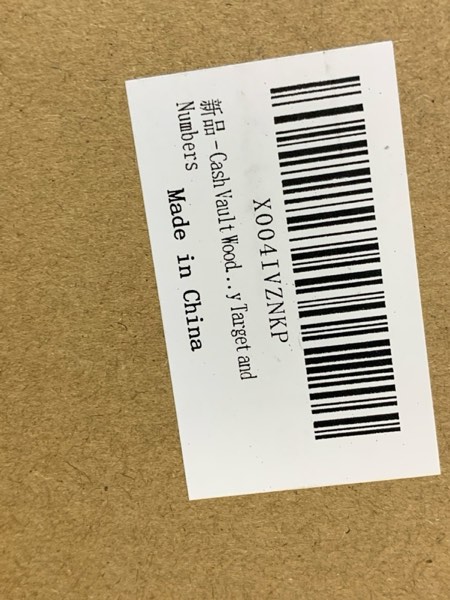 X004IVZNKP
新品 - Cash Vault Wood...y Target and
Numbers Made in China